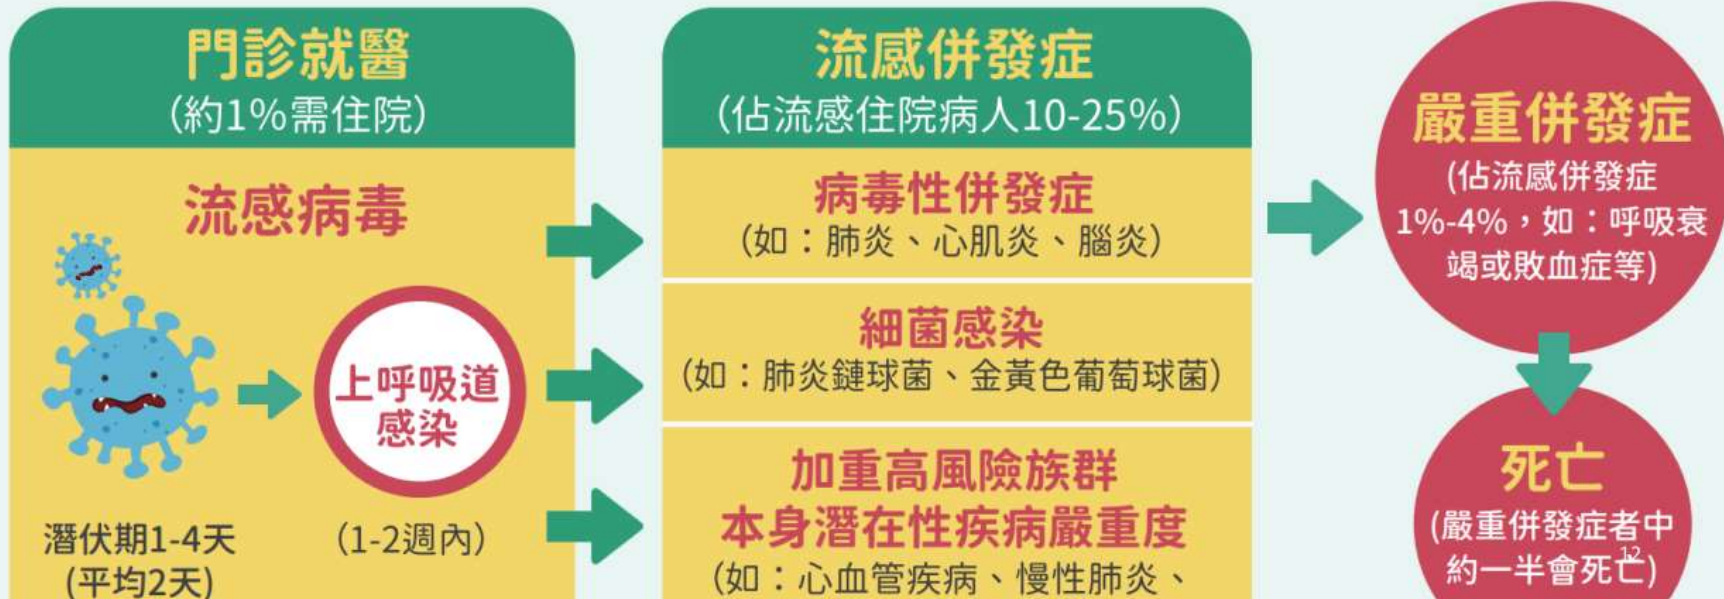 門診就醫
（約1%需住院）
流感病毒
上呼吸道
感染
潛伏期1-4天
(平均2天)
（1-2週內）
流感併發症
（佔流感住院病人10-25%）
病毒性併發症
（如：肺炎、心肌炎、腦炎）
細菌感染
（如：肺炎鏈球菌、金黃色葡萄球菌）
加重高風險族群
本身潛在性疾病嚴重度
（如：心血管疾病、慢性肺炎、
嚴重併發症
(佔流感併發症
1%-4%，如：呼吸衰
竭或敗血症等)
死亡
(嚴重併發症者中
約一半會死亡)
12